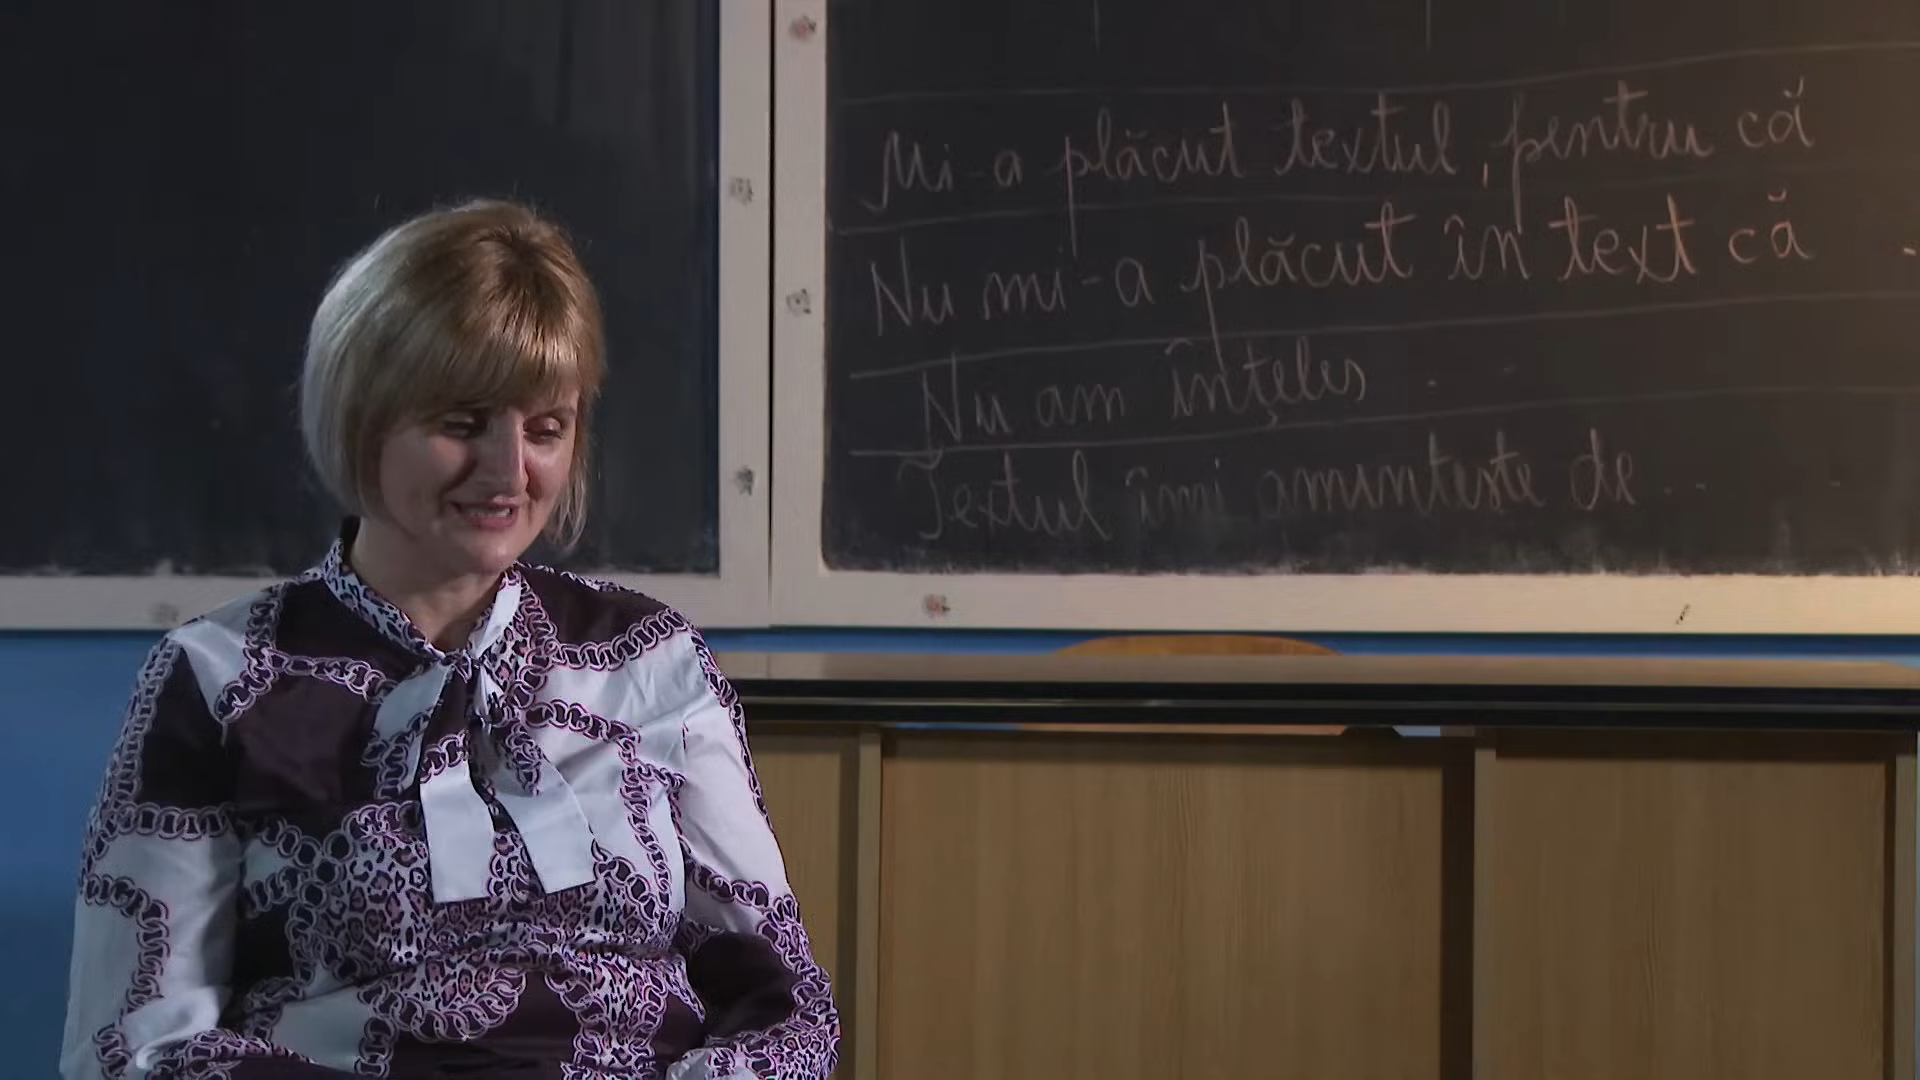 Mi-a plăcut textul, pentru că
Nu mi-a plăcut în text că .
Nu am înțeles . .
Textul îmi amintește de . . .